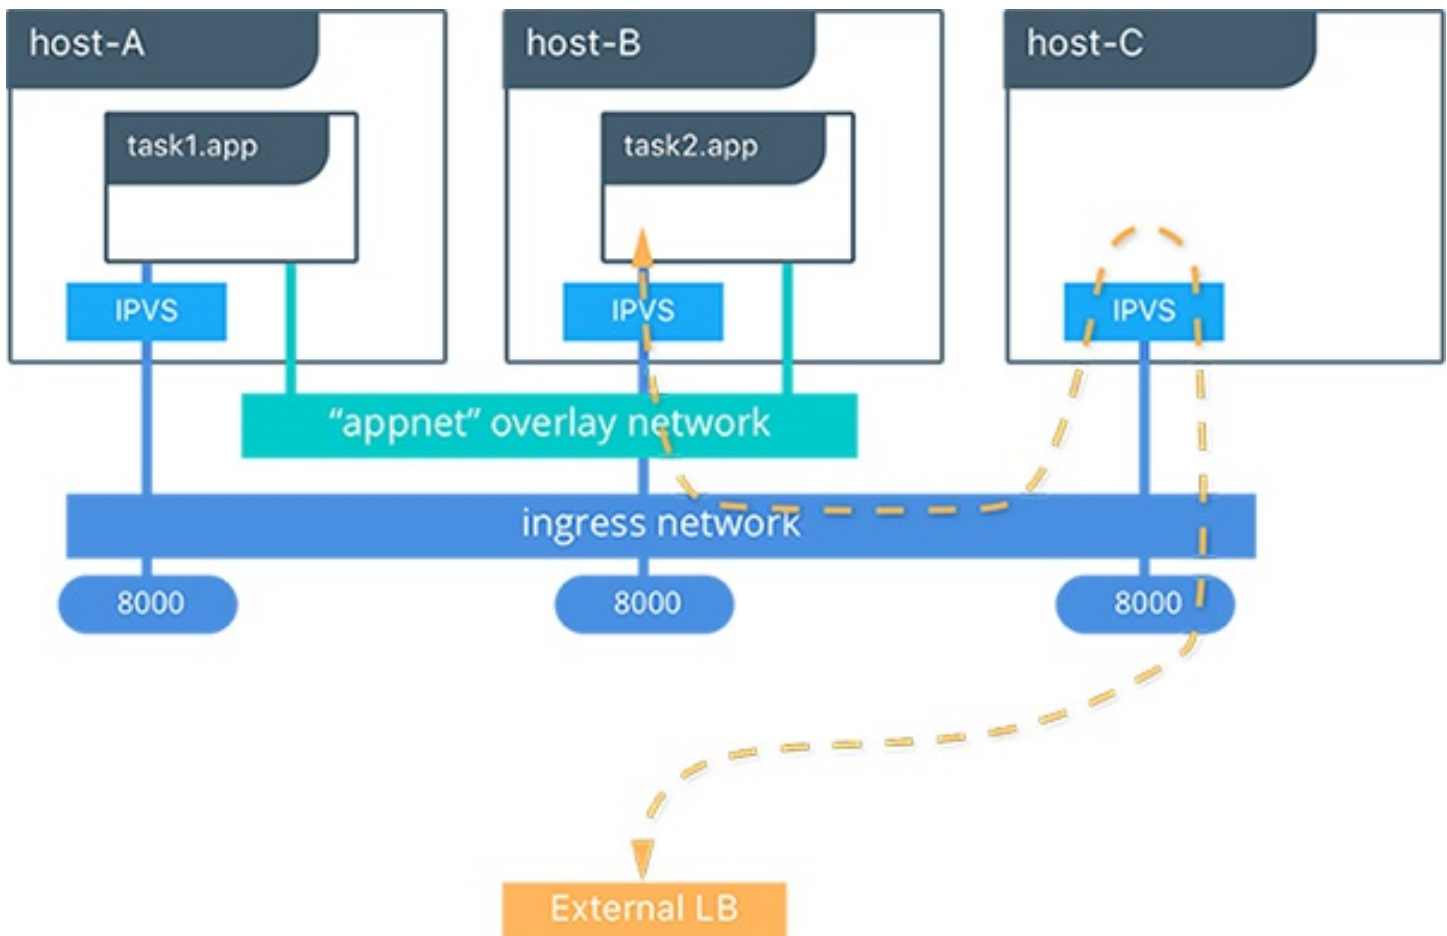 host-A
host-B
host-C
task1.app
task2.app
IPVS
IPVS
IPVS
“appnet” overlay network
ingress network
8000
8000
8000
External LB